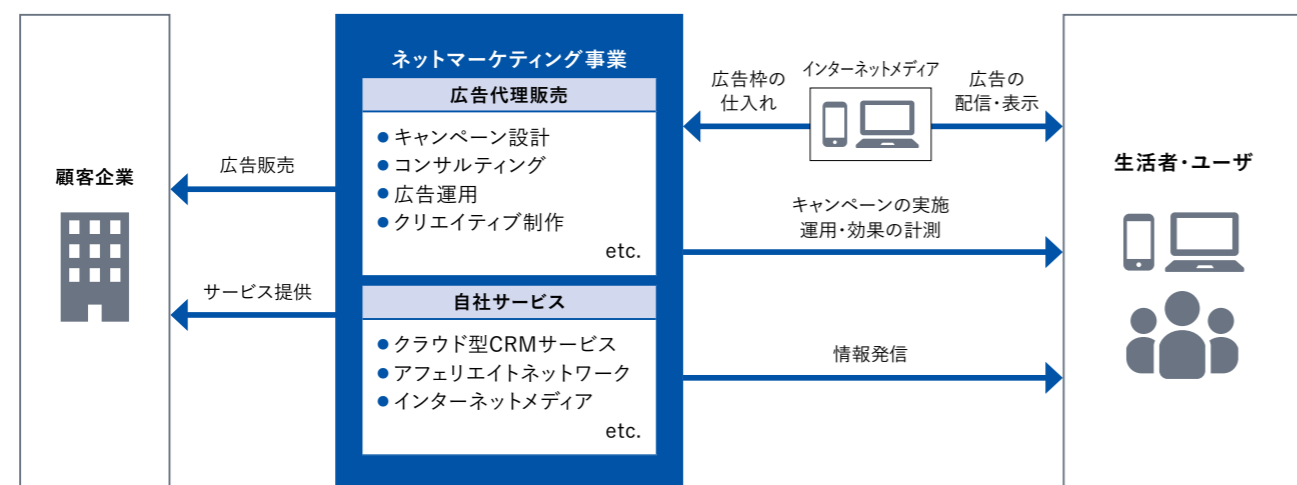 顧客企業
広告販売
サービス提供
ネットマーケティング事業
広告代理販売
●キャンペーン設計
●コンサルティング
●広告運用
●クリエイティブ制作
etc.
自社サービス
●クラウド型CRMサービス
●アフェリエイトネットワーク
●インターネットメディア
etc.
広告枠の
仕入れ
インターネットメディア
広告の
配信・表示
キャンペーンの実施
運用・効果の計測
情報発信
生活者・ユーザ